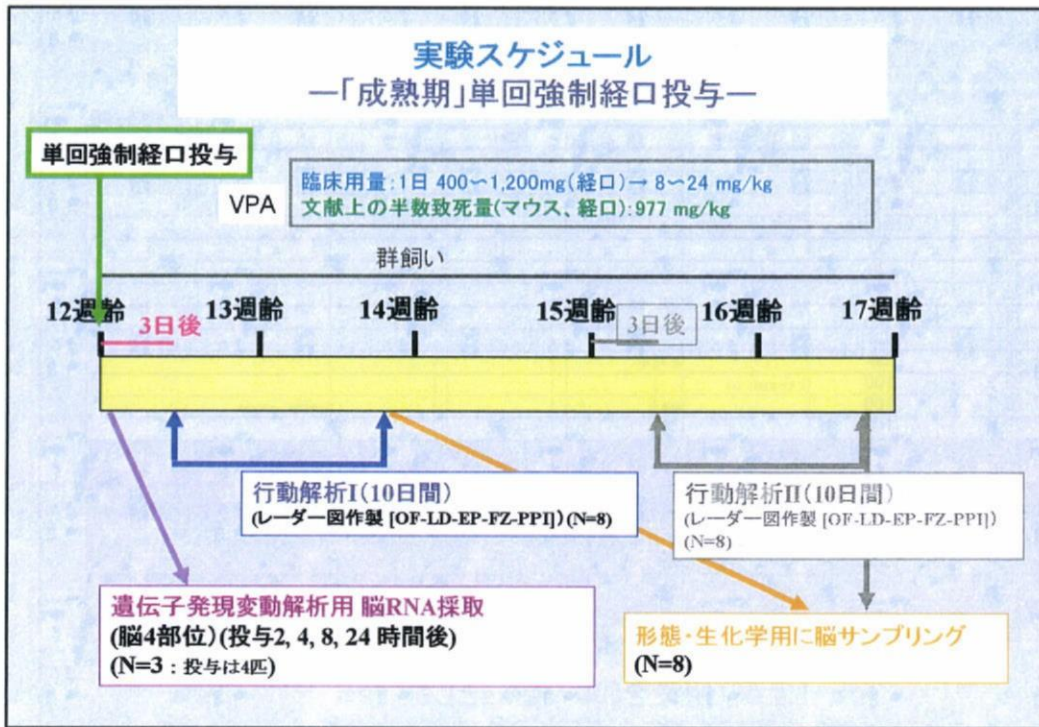 実験スケジュール
―「成熟期」単回強制経口投与―
単回強制経口投与
VPA
臨床用量:1日 400~1,200mg(経口)→ 8~24 mg/kg
文献上の半数致死量(マウス、経口):977 mg/kg
群飼い
12週齢 13週齢 14週齢 15週齢 16週齢 17週齢
3日後 3日後
行動解析I(10日間)
(レーダー図作製 [OF-LD-EP-FZ-PPI])(N=8)
行動解析II(10日間)
(レーダー図作製 [OF-LD-EP-FZ-PPI])
(N=8)
遺伝子発現変動解析用 脳RNA採取
(脳4部位)(投与2, 4, 8, 24 時間後)
(N=3 : 投与は4匹)
形態・生化学用に脳サンプリング
(N=8)